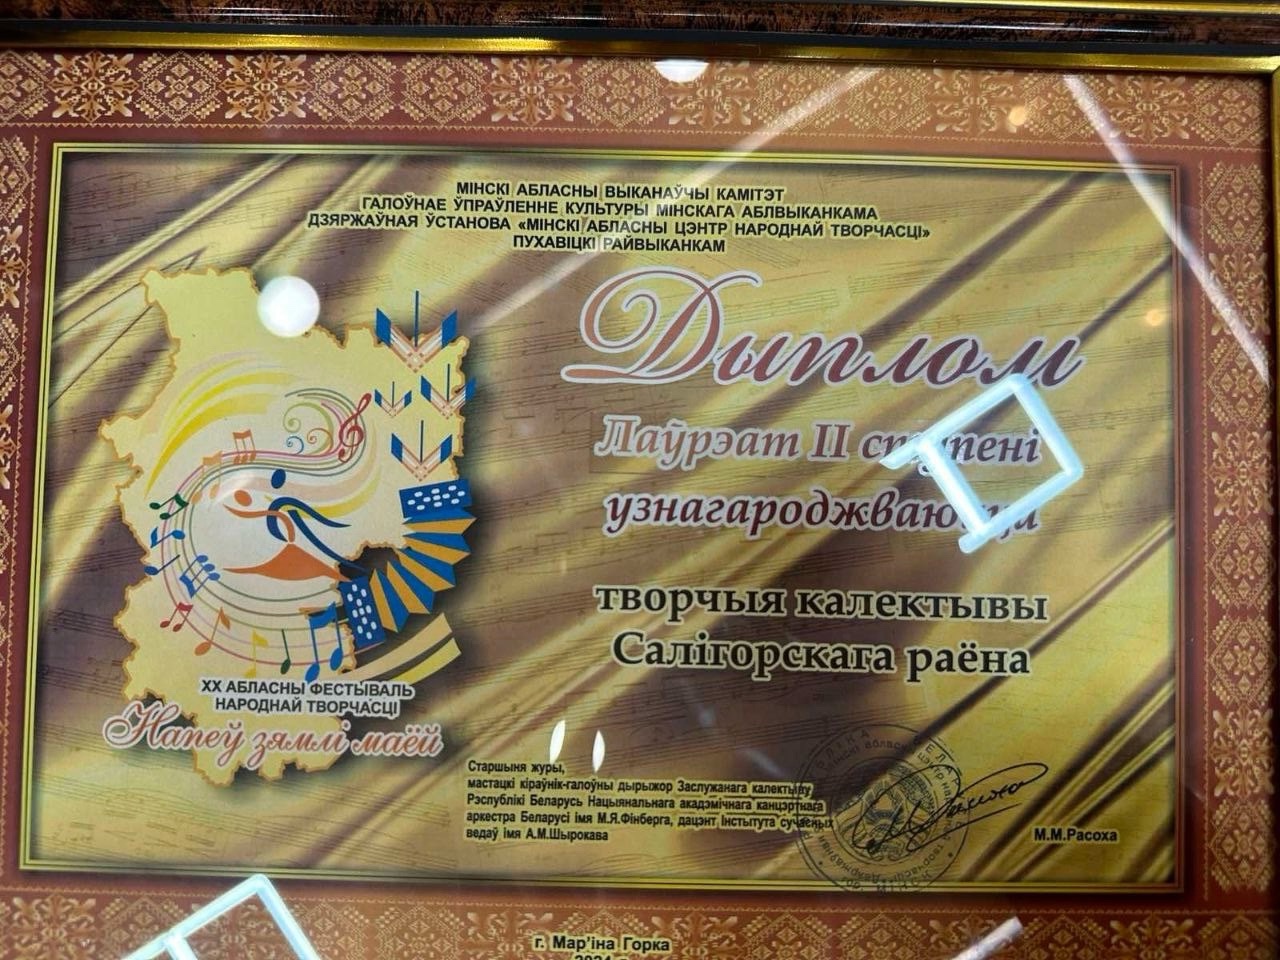 МІНСКІ АБЛАСНЫ ВЫКАНАЎЧЫ КАМІТЭТ
ГАЛОЎНАЕ ЎПРАЎЛЕННЕ КУЛЬТУРЫ МІНСКАГА АБЛВЫКАНКАМА
ДЗЯРЖАЎНАЯ ЎСТАНОВА «МІНСКІ АБЛАСНЫ ЦЭНТР НАРОДНАЙ ТВОРЧАСЦІ»
ПУХАВІЦКІ РАЙВЫКАНКАМ
Дыплом
Лаўрэат II ступені
узнагароджваюцца
творчыя калектывы
Салігорскага раёна
XX АБЛАСНЫ ФЕСТЫВАЛЬ
НАРОДНАЙ ТВОРЧАСЦІ
Напеў зямлі маёй
Старшыня журы,
мастацкі кіраўнік-галоўны дырыжор Заслужанага калектыву
Рэспублікі Беларусь Нацыянальнага акадэмічнага канцэртнага
аркестра Беларусі імя М.Я.Фінберга, дацэнт Інстытута сучасных
ведаў імя А.М.Шырокава
М.М.Расоха
г. Мар'іна Горка